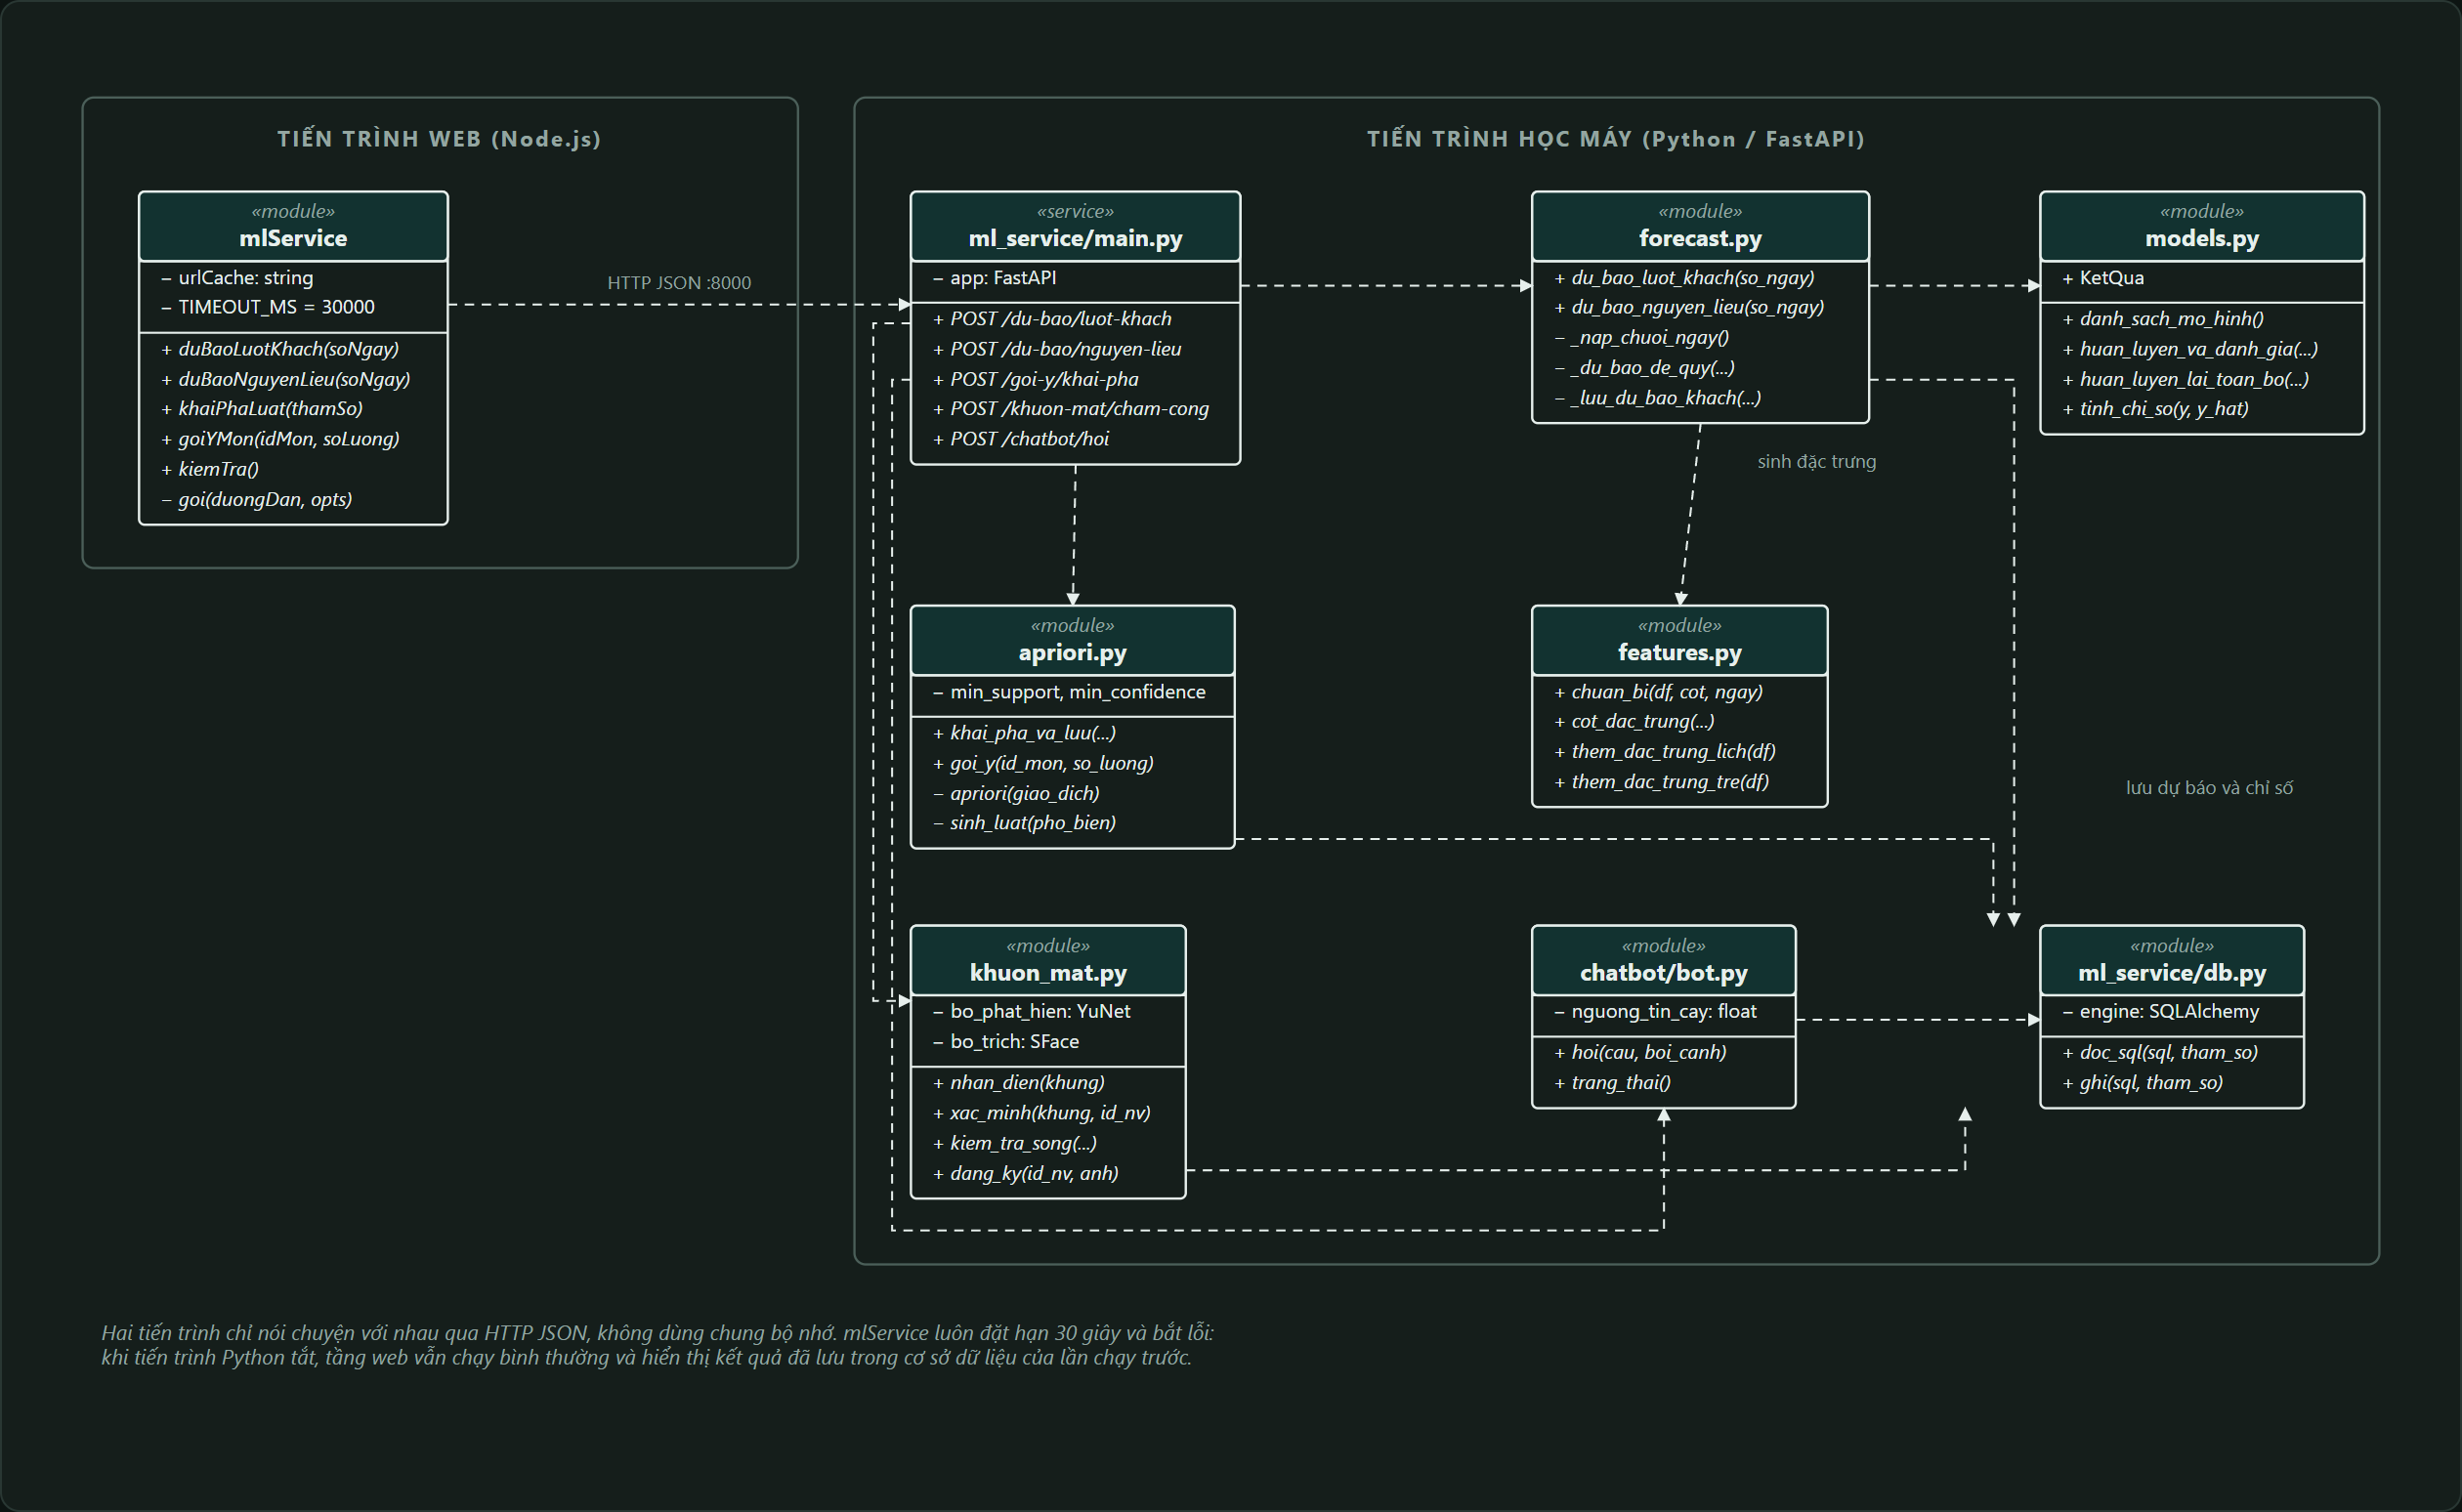 TIẾN TRÌNH WEB (Node.js)
«module»
mlService
– urlCache: string
– TIMEOUT_MS = 30000
+ duBaoLuotKhach(soNgay)
+ duBaoNguyenLieu(soNgay)
+ khaiPhaLuat(thamSo)
+ goiYMon(idMon, soLuong)
+ kiemTra()
– goi(duongDan, opts)
HTTP JSON :8000
TIẾN TRÌNH HỌC MÁY (Python / FastAPI)
«service»
ml_service/main.py
– app: FastAPI
+ POST /du-bao/luot-khach
+ POST /du-bao/nguyen-lieu
+ POST /goi-y/khai-pha
+ POST /khuon-mat/cham-cong
+ POST /chatbot/hoi
«module»
forecast.py
+ du_bao_luot_khach(so_ngay)
+ du_bao_nguyen_lieu(so_ngay)
– _nap_chuoi_ngay()
– _du_bao_de_quy(...)
– _luu_du_bao_khach(...)
«module»
models.py
+ KetQua
+ danh_sach_mo_hinh()
+ huan_luyen_va_danh_gia(...)
+ huan_luyen_lai_toan_bo(...)
+ tinh_chi_so(y, y_hat)
sinh đặc trưng
«module»
apriori.py
– min_support, min_confidence
+ khai_pha_va_luu(...)
+ goi_y(id_mon, so_luong)
– apriori(giao_dich)
– sinh_luat(pho_bien)
«module»
features.py
+ chuan_bi(df, cot, ngay)
+ cot_dac_trung(...)
+ them_dac_trung_lich(df)
+ them_dac_trung_tre(df)
lưu dự báo và chỉ số
«module»
khuon_mat.py
– bo_phat_hien: YuNet
– bo_trich: SFace
+ nhan_dien(khung)
+ xac_minh(khung, id_nv)
+ kiem_tra_song(...)
+ dang_ky(id_nv, anh)
«module»
chatbot/bot.py
– nguong_tin_cay: float
+ hoi(cau, boi_canh)
+ trang_thai()
«module»
ml_service/db.py
– engine: SQLAlchemy
+ doc_sql(sql, tham_so)
+ ghi(sql, tham_so)
Hai tiến trình chỉ nói chuyện với nhau qua HTTP JSON, không dùng chung bộ nhớ. mlService luôn đặt hạn 30 giây và bắt lỗi:
khi tiến trình Python tắt, tầng web vẫn chạy bình thường và hiển thị kết quả đã lưu trong cơ sở dữ liệu của lần chạy trước.